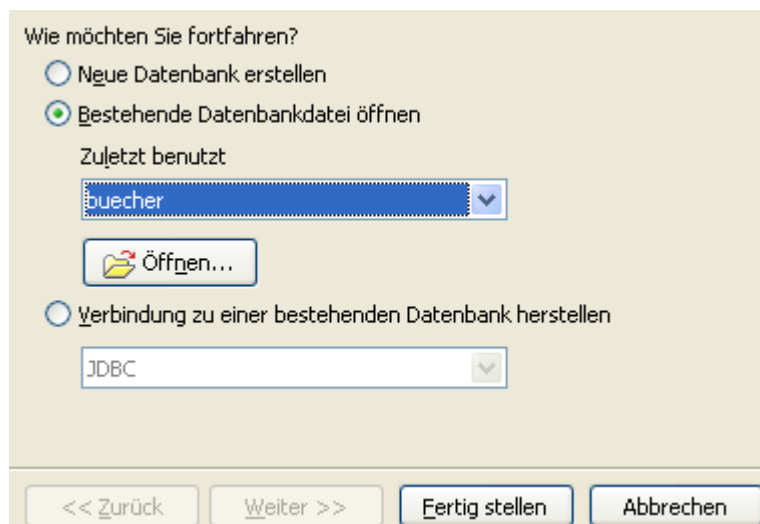 Wie möchten Sie fortfahren?
Neue Datenbank erstellen
Bestehende Datenbankdatei öffnen
Zuletzt benutzt
buecher
Öffnen...
Verbindung zu einer bestehenden Datenbank herstellen
JDBC
<< Zurück Weiter >> Fertig stellen Abbrechen